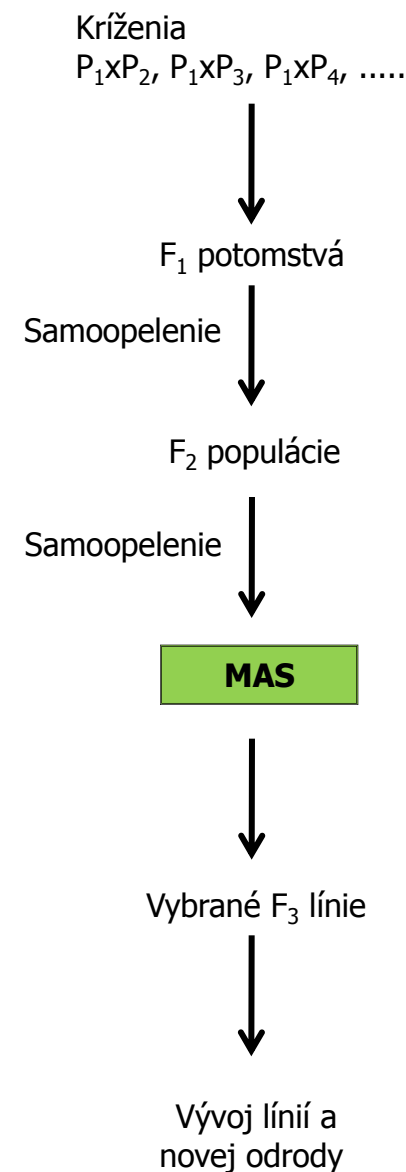 Kríženia
P₁xP₂, P₁xP₃, P₁xP₄, .....
F₁ potomstvá
Samoopelenie
F₂ populácie
Samoopelenie
MAS
Vybrané F₃ línie
Vývoj línií a
novej odrody